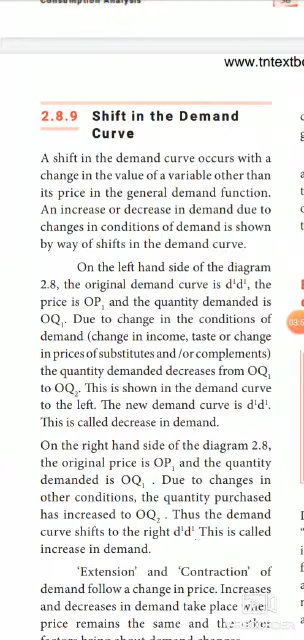 Consumption Analysis
www.tntextb
2.8.9 Shift in the Demand
Curve
A shift in the demand curve occurs with a
change in the value of a variable other than
its price in the general demand function.
An increase or decrease in demand due to
changes in conditions of demand is shown
by way of shifts in the demand curve.
On the left hand side of the diagram
2.8, the original demand curve is d¹d¹, the
price is OP₁ and the quantity demanded is
OQ₁. Due to change in the conditions of
demand (change in income, taste or change
in prices of substitutes and /or complements)
the quantity demanded decreases from OQ₁
to OQ₂. This is shown in the demand curve
to the left. The new demand curve is d¹d¹.
This is called decrease in demand.
On the right hand side of the diagram 2.8,
the original price is OP₁ and the quantity
demanded is OQ₁ . Due to changes in
other conditions, the quantity purchased
has increased to OQ₂ . Thus the demand
curve shifts to the right d¹d¹ This is called
increase in demand.
'Extension' and 'Contraction' of
demand follow a change in price. Increases
and decreases in demand take place when
price remains the same and the other
factors bring about demand changes